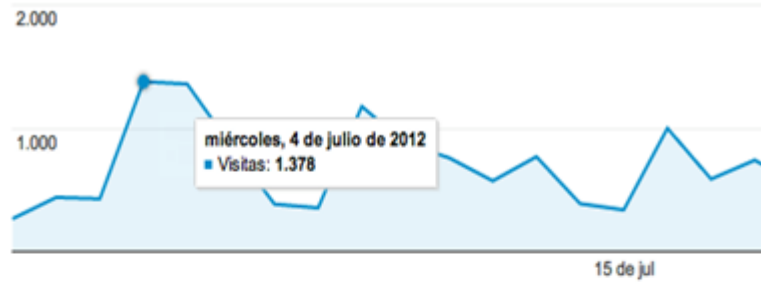 2.000
1.000
miércoles, 4 de julio de 2012
Visitas: 1.378
15 de jul